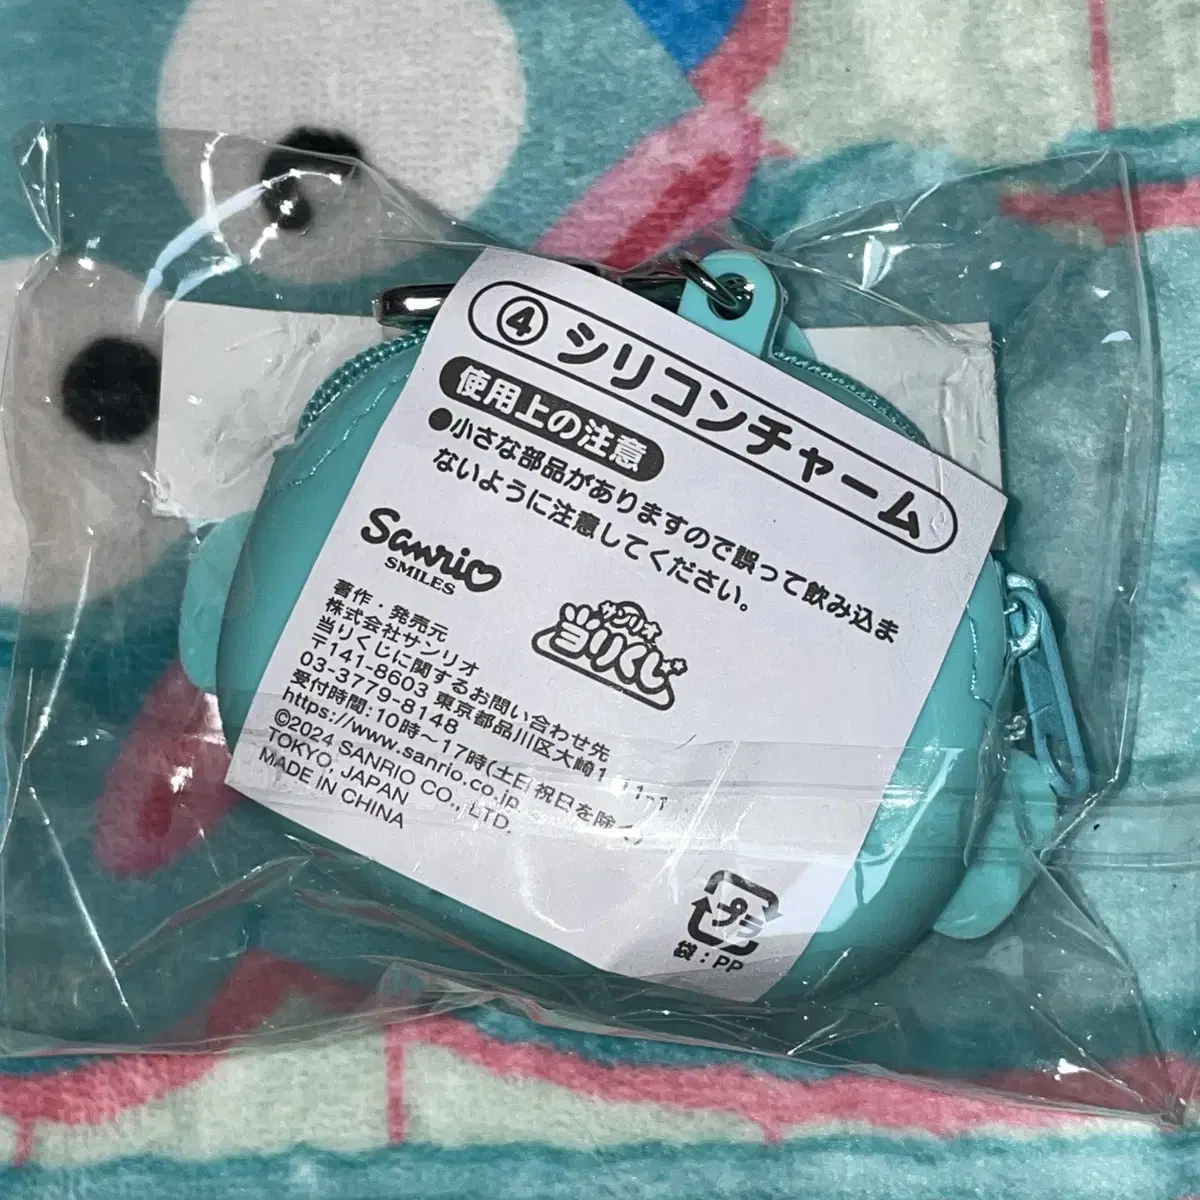 ④ シリコンチャーム
使用上の注意
●小さな部品がありますので誤って飲み込ま
ないように注意してください。
Sanrio
SMILES
サンリオ
当りくじ
著作・発売元
株式会社サンリオ
当りくじに関するお問い合わせ先
〒141-8603 東京都品川区大崎1
03-3779-8148
受付時間:10時～17時(土日祝日を除
https://www.sanrio.co.jp
©2024 SANRIO CO., LTD.
TOKYO, JAPAN
MADE IN CHINA
プラ
袋:PP